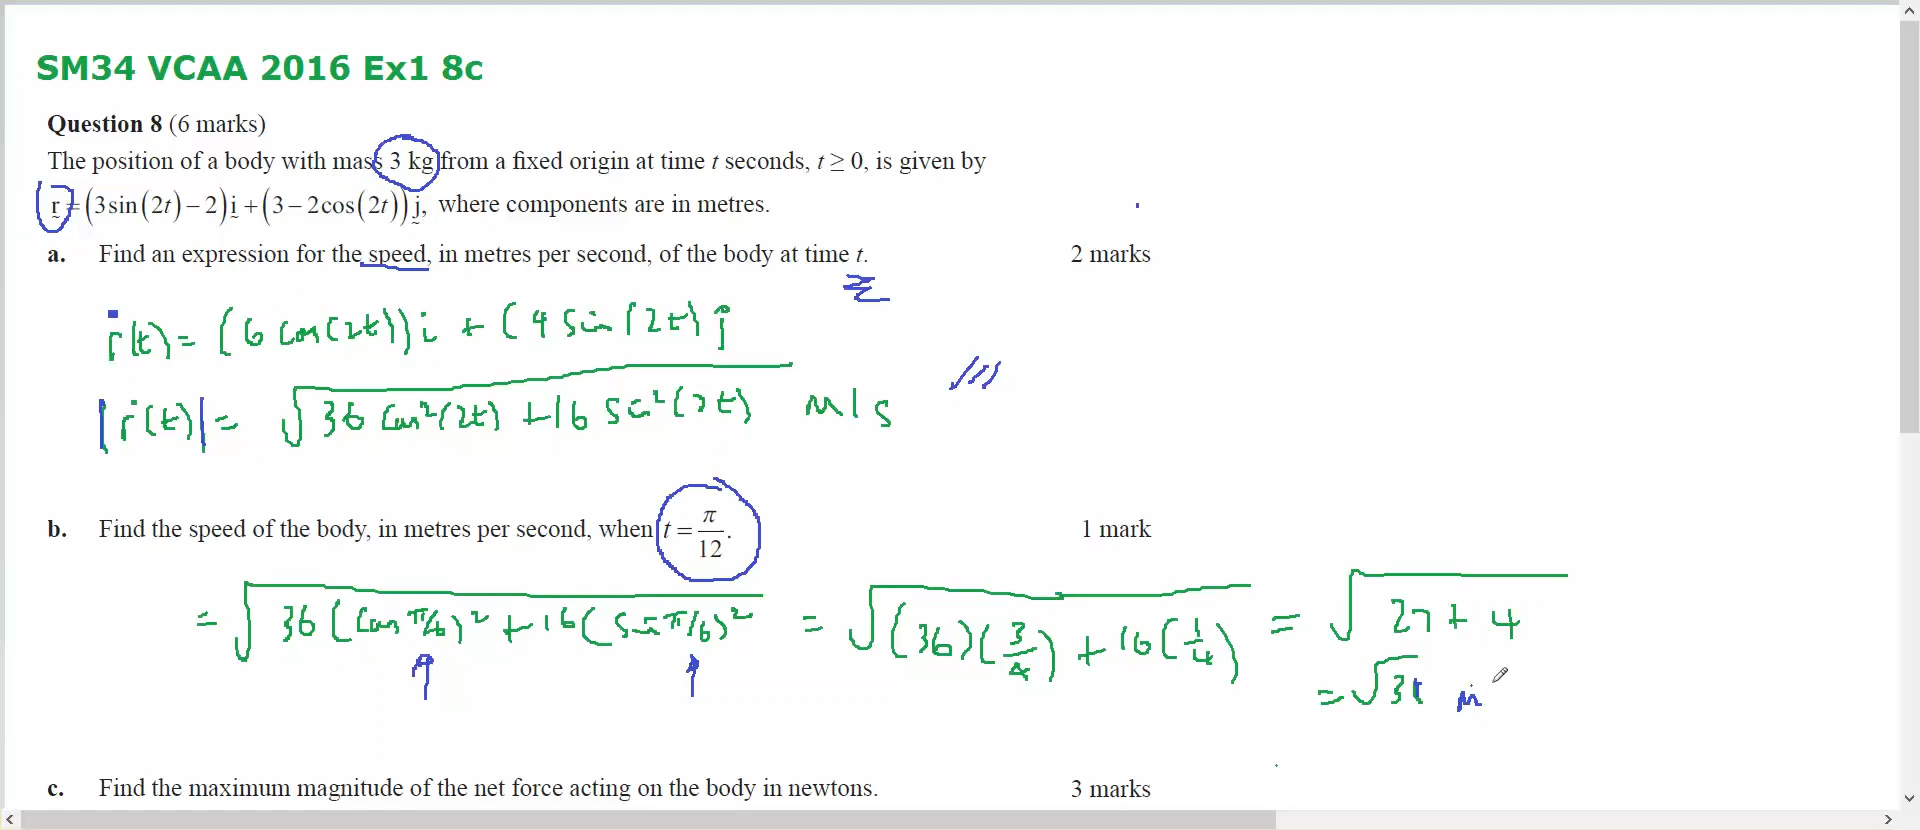 SM34 VCAA 2016 Ex1 8c
Question 8 (6 marks)
The position of a body with mass 3 kg from a fixed origin at time t seconds, t ≥ 0, is given by
r = (3sin(2t) − 2)i + (3 − 2cos(2t))j, where components are in metres.
a. Find an expression for the speed, in metres per second, of the body at time t. 2 marks
ṙ(t) = (6 cos(2t))i + (4 sin(2t)j
|ṙ(t)| = √36 cos²(2t) + 16 sin²(2t) m/s
b. Find the speed of the body, in metres per second, when t = π/12. 1 mark
= √36(cos π/6)² + 16(sin π/6)² = √(36)(3/4) + 16(1/4) = √27 + 4
= √31 m
c. Find the maximum magnitude of the net force acting on the body in newtons. 3 marks